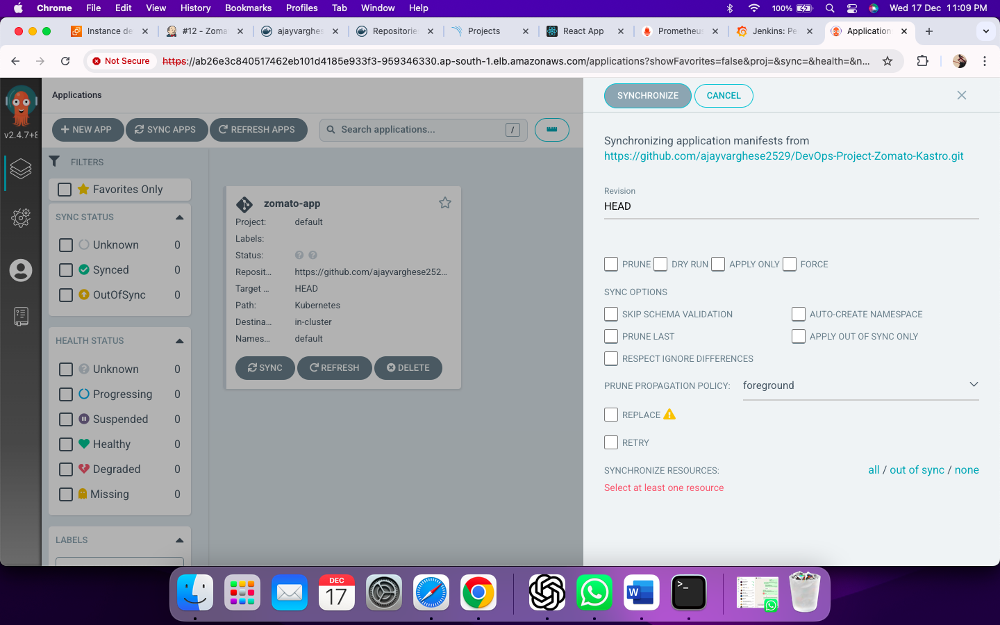 Chrome File Edit View History Bookmarks Profiles Tab Window Help 100% Wed 17 Dec 11:09 PM
Instance de #12 - Zoma ajayvarghes Repositorie Projects React App Prometheus Jenkins: Pe Application
Not Secure https://ab26e3c840517462eb101d4185e933f3-959346330.ap-south-1.elb.amazonaws.com/applications?showFavorites=false&proj=&sync=&health=&n...
v2.4.7+8
Applications
NEW APP SYNC APPS REFRESH APPS Search applications... /
FILTERS
Favorites Only
SYNC STATUS
Unknown 0
Synced 0
OutOfSync 0
HEALTH STATUS
Unknown 0
Progressing 0
Suspended 0
Healthy 0
Degraded 0
Missing 0
LABELS
zomato-app
Project: default
Labels:
Status:
Reposit... https://github.com/ajayvarghese252...
Target ... HEAD
Path: Kubernetes
Destina... in-cluster
Names... default
SYNC REFRESH DELETE
SYNCHRONIZE CANCEL
Synchronizing application manifests from
https://github.com/ajayvarghese2529/DevOps-Project-Zomato-Kastro.git
Revision
HEAD
PRUNE DRY RUN APPLY ONLY FORCE
SYNC OPTIONS
SKIP SCHEMA VALIDATION AUTO-CREATE NAMESPACE
PRUNE LAST APPLY OUT OF SYNC ONLY
RESPECT IGNORE DIFFERENCES
PRUNE PROPAGATION POLICY: foreground
REPLACE
RETRY
SYNCHRONIZE RESOURCES: all / out of sync / none
Select at least one resource
DEC
17
W
>_